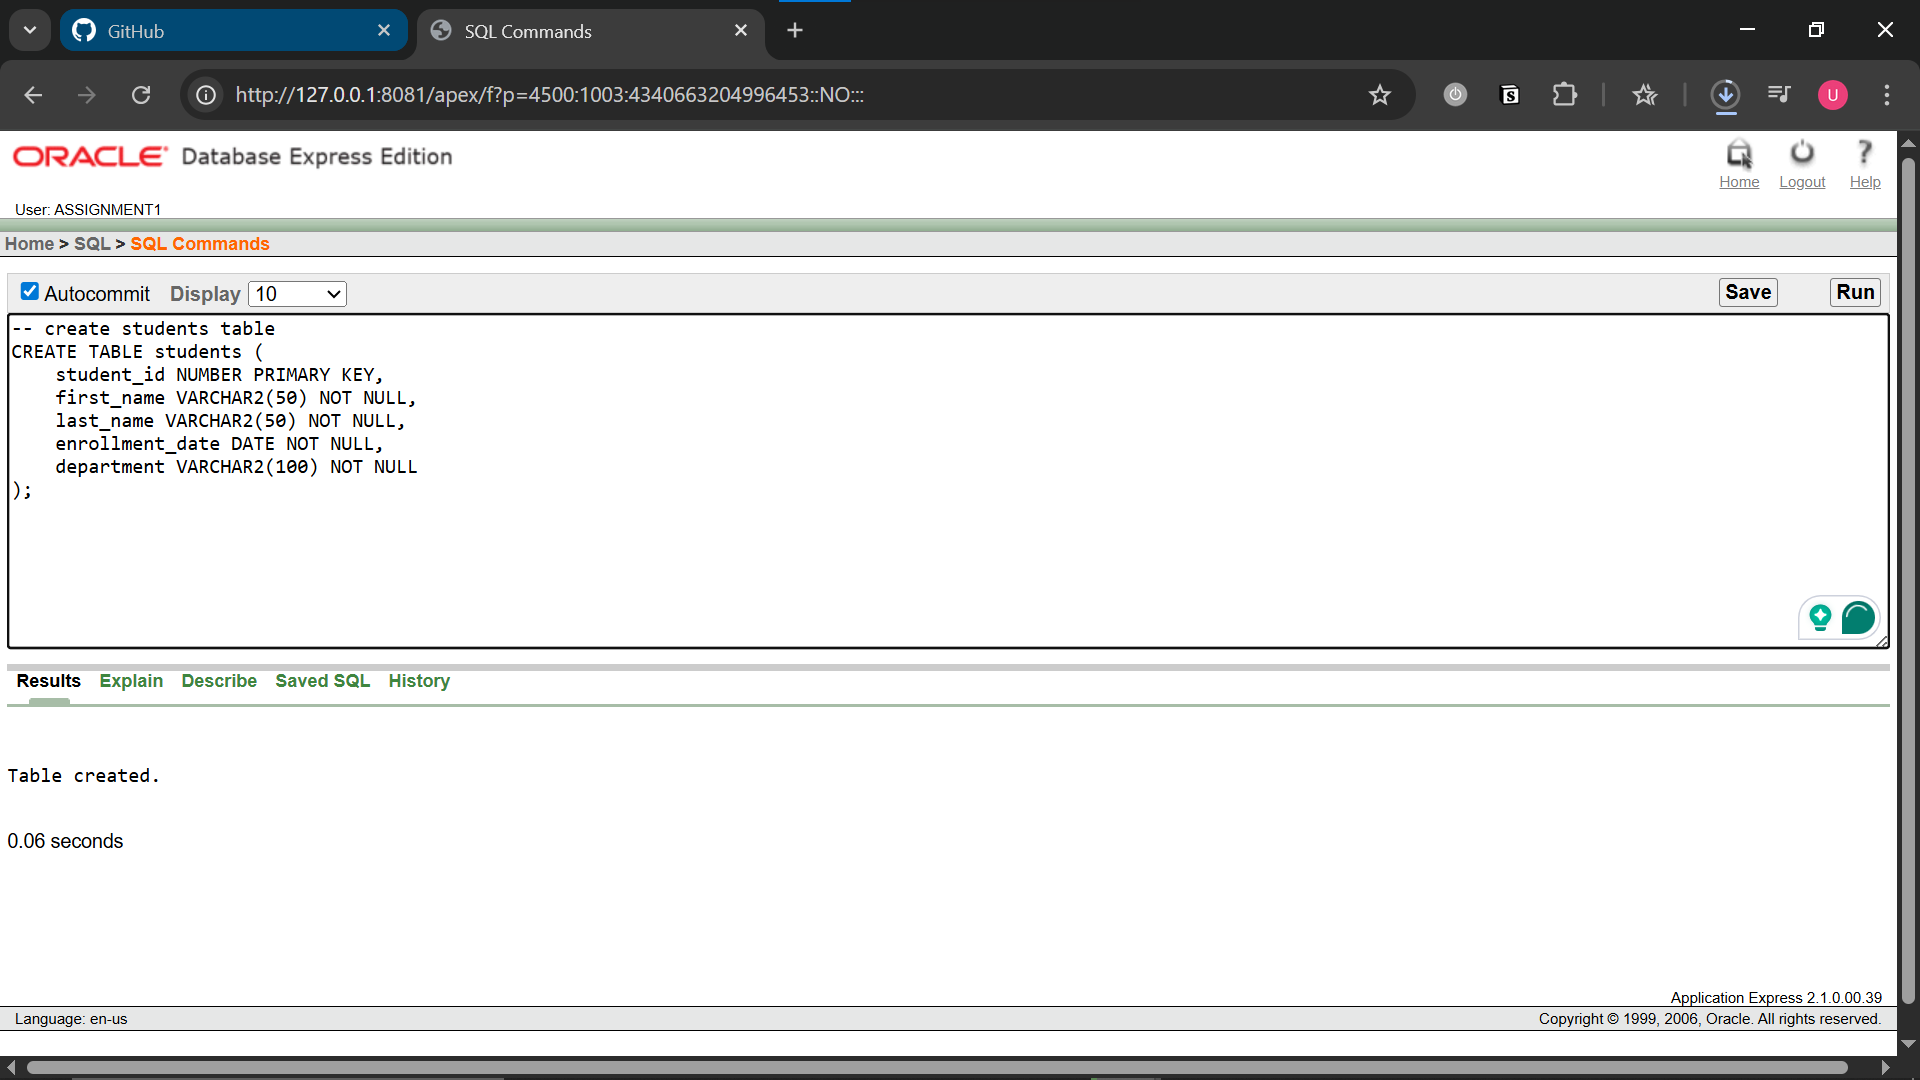 GitHub
SQL Commands
http://127.0.0.1:8081/apex/f?p=4500:1003:4340663204996453::NO:::
U
ORACLE Database Express Edition
Home Logout Help
User: ASSIGNMENT1
Home > SQL > SQL Commands
Autocommit Display 10 Save Run
-- create students table
CREATE TABLE students (
    student_id NUMBER PRIMARY KEY,
    first_name VARCHAR2(50) NOT NULL,
    last_name VARCHAR2(50) NOT NULL,
    enrollment_date DATE NOT NULL,
    department VARCHAR2(100) NOT NULL
);
Results Explain Describe Saved SQL History
Table created.
0.06 seconds
Application Express 2.1.0.00.39
Language: en-us Copyright © 1999, 2006, Oracle. All rights reserved.